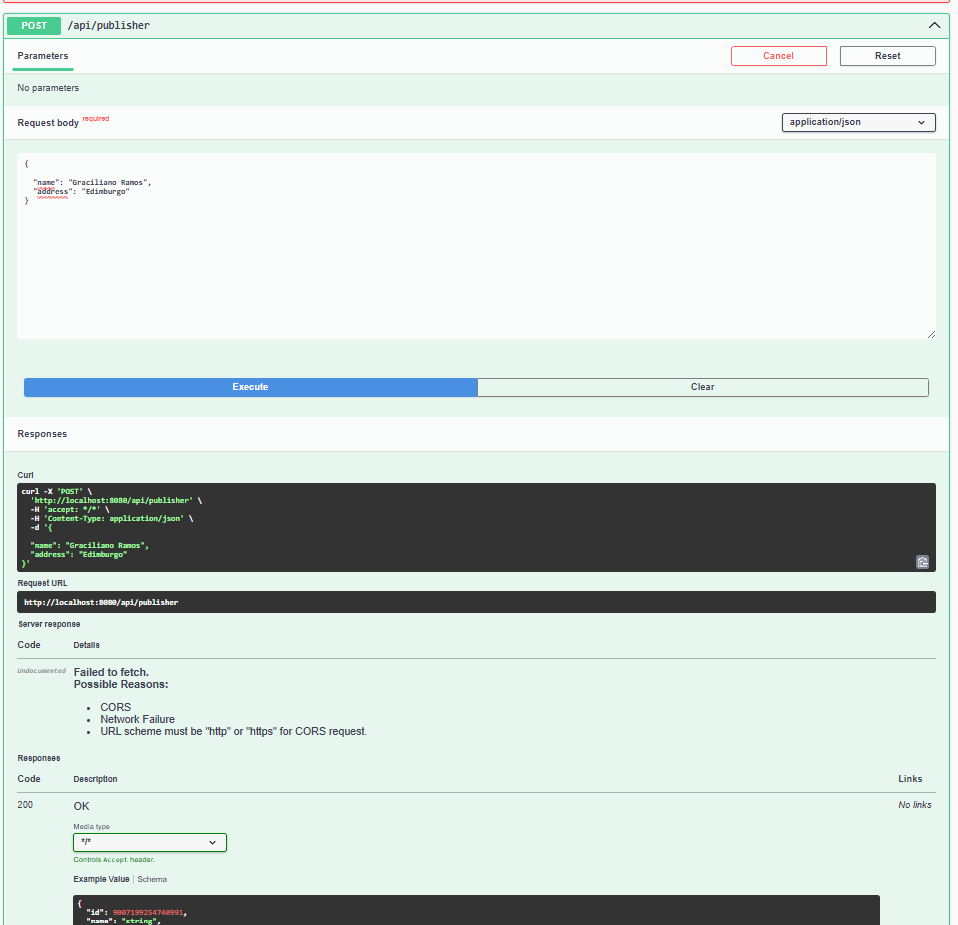 POST /api/publisher
Parameters
Cancel
Reset
No parameters
Request body required
application/json
{
"name": "Graciliano Ramos",
"address": "Edimburgo"
}
Execute
Clear
Responses
Curl
curl -X 'POST' \
'http://localhost:8080/api/publisher' \
-H 'accept: */*' \
-H 'Content-Type: application/json' \
-d '{
"name": "Graciliano Ramos",
"address": "Edimburgo"
}'
Request URL
http://localhost:8080/api/publisher
Server response
Code Details
Undocumented Failed to fetch.
Possible Reasons:
• CORS
• Network Failure
• URL scheme must be "http" or "https" for CORS request.
Responses
Code Description Links
200 OK No links
Media type
*/*
Controls Accept header.
Example Value | Schema
{
"id": 9007199254740991,
"name": "string",